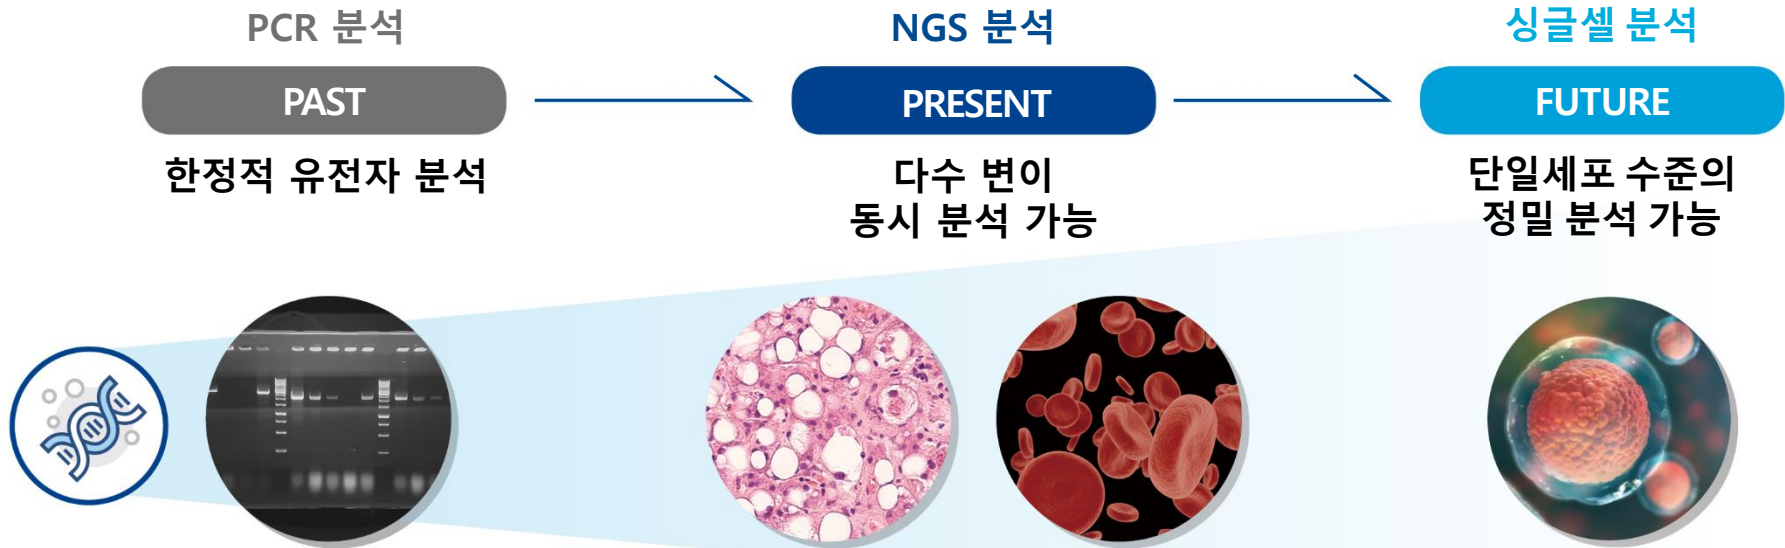 PCR 분석
PAST
한정적 유전자 분석
NGS 분석
PRESENT
다수 변이
동시 분석 가능
싱글셀 분석
FUTURE
단일세포 수준의
정밀 분석 가능